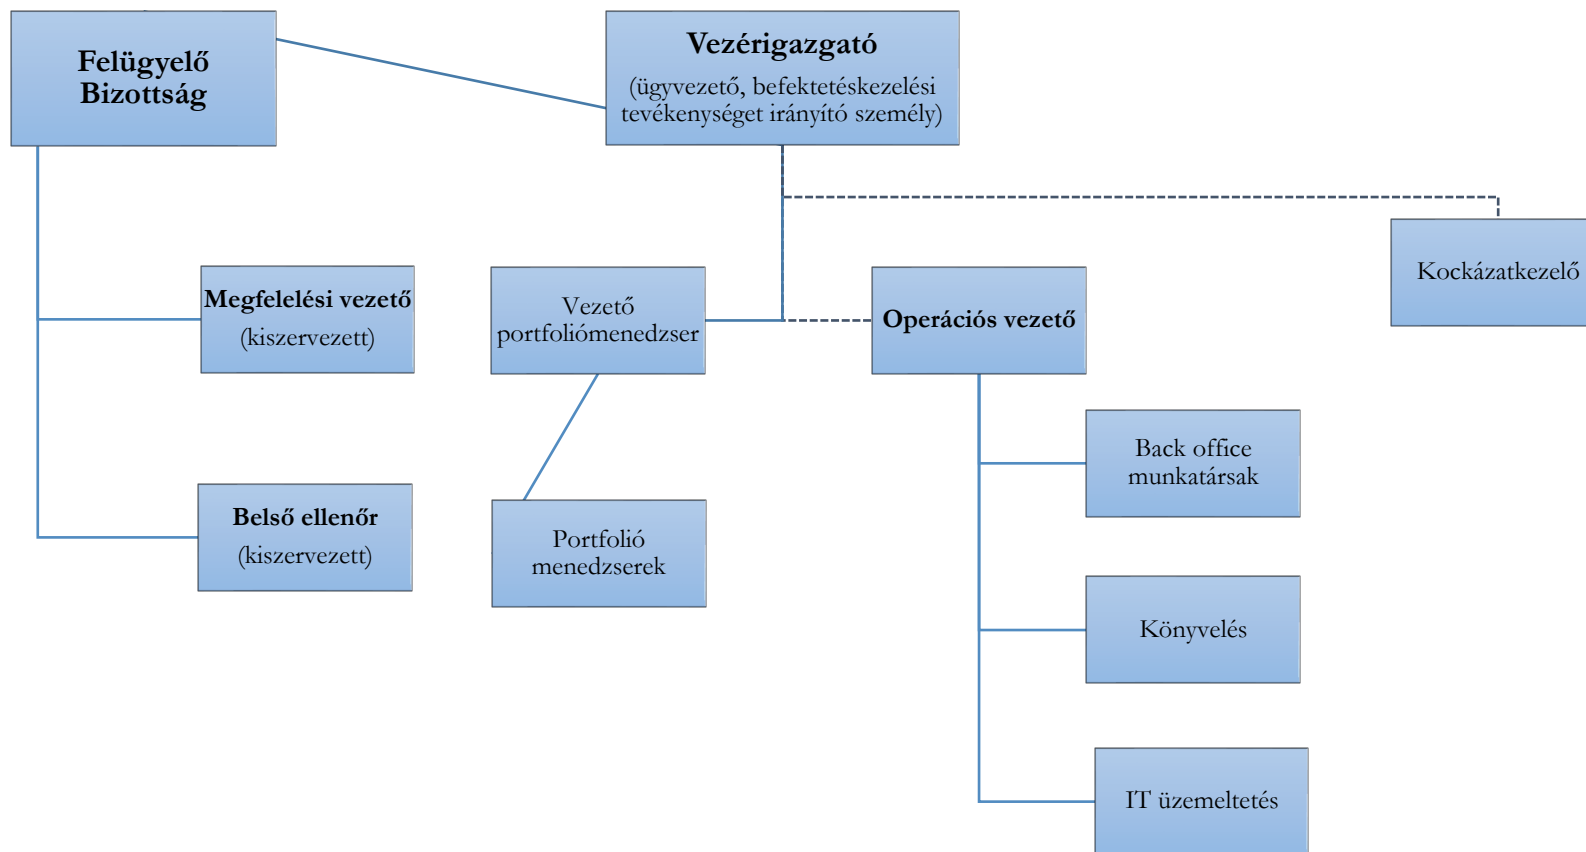 Felügyelő
Bizottság
Vezérigazgató
(ügyvezető, befektetéskezelési
tevékenységet irányító személy)
Kockázatkezelő
Megfelelési vezető
(kiszervezett)
Vezető
portfoliómenedzser
Operációs vezető
Back office
munkatársak
Belső ellenőr
(kiszervezett)
Portfolió
menedzserek
Könyvelés
IT üzemeltetés